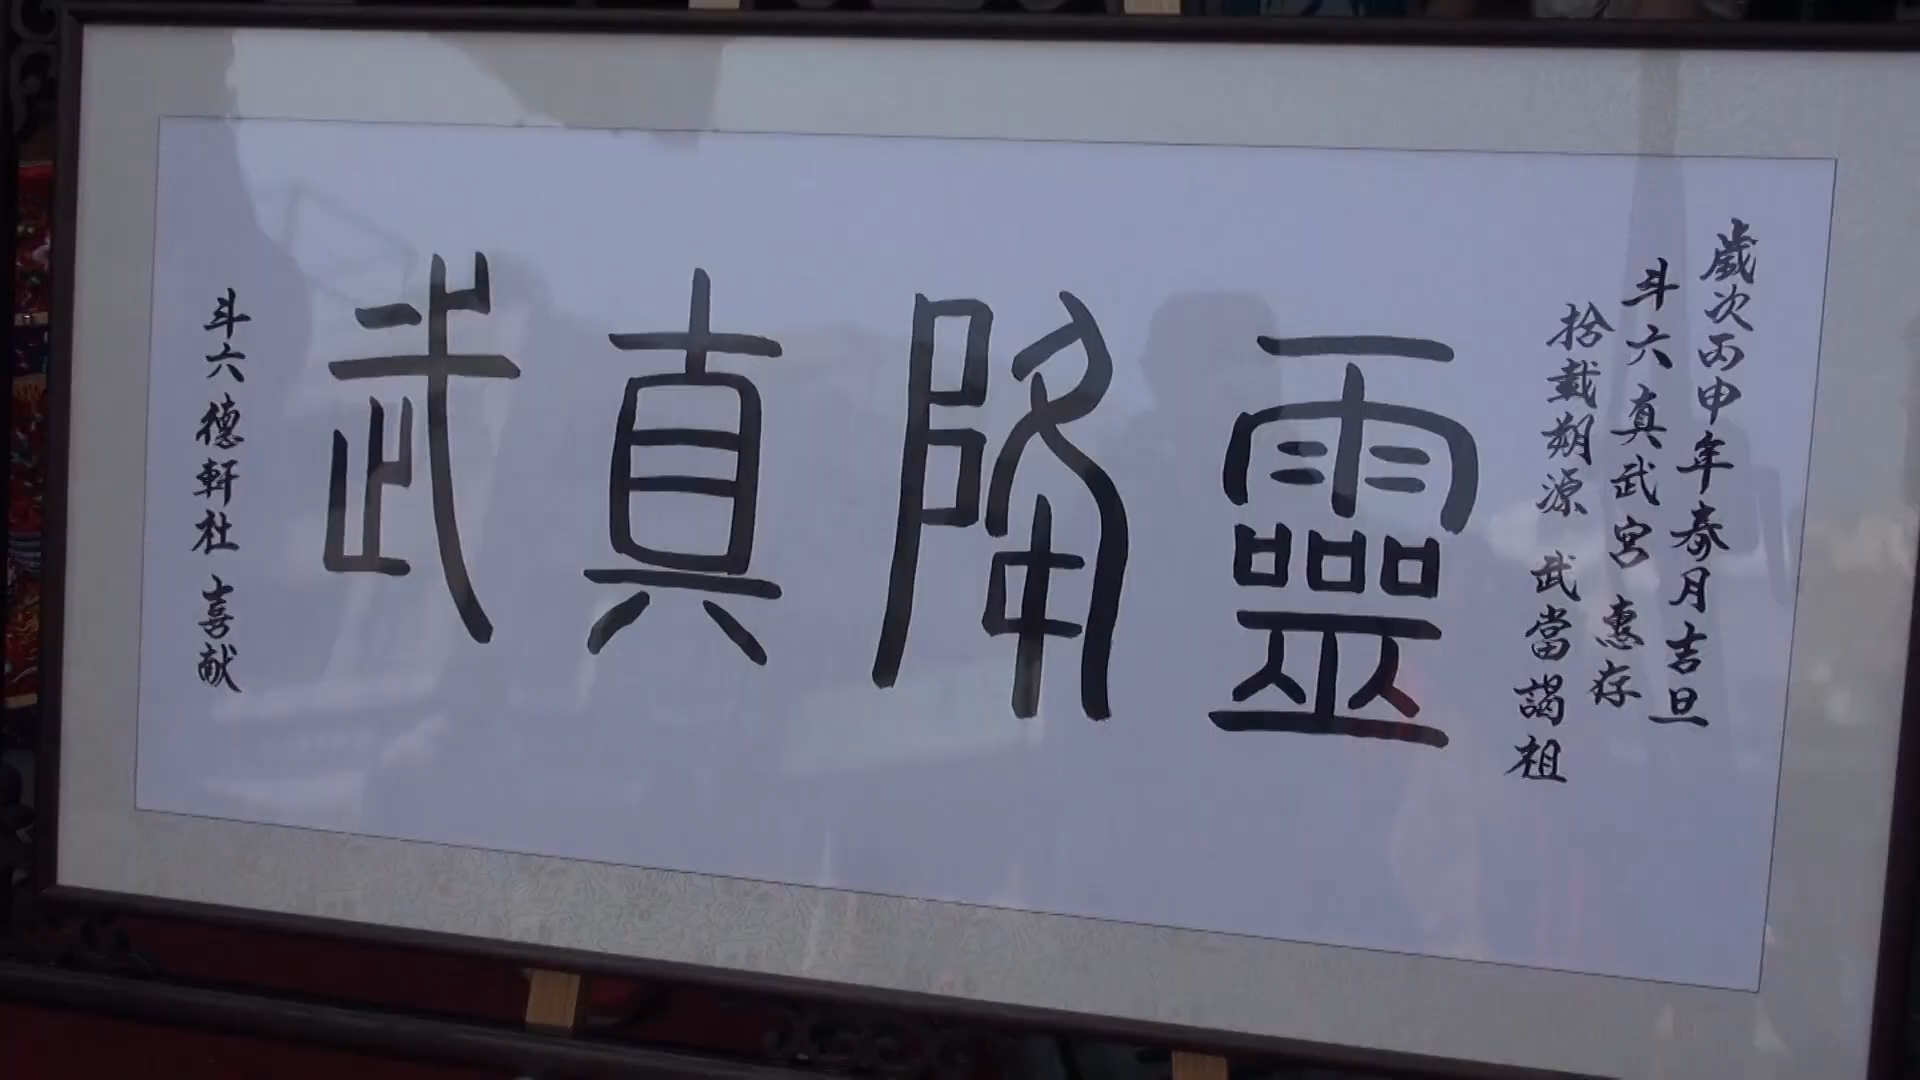 歲次丙申年春月吉旦
斗六真武宮 惠存
拾載朔源 武當謁祖
靈降真武
斗六德軒社 喜献